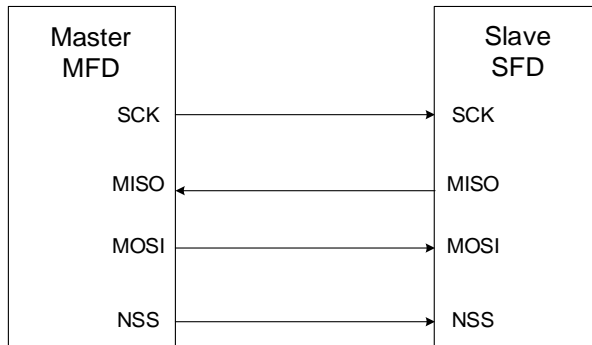 Master
MFD
Slave
SFD
SCK
SCK
MISO
MISO
MOSI
MOSI
NSS
NSS